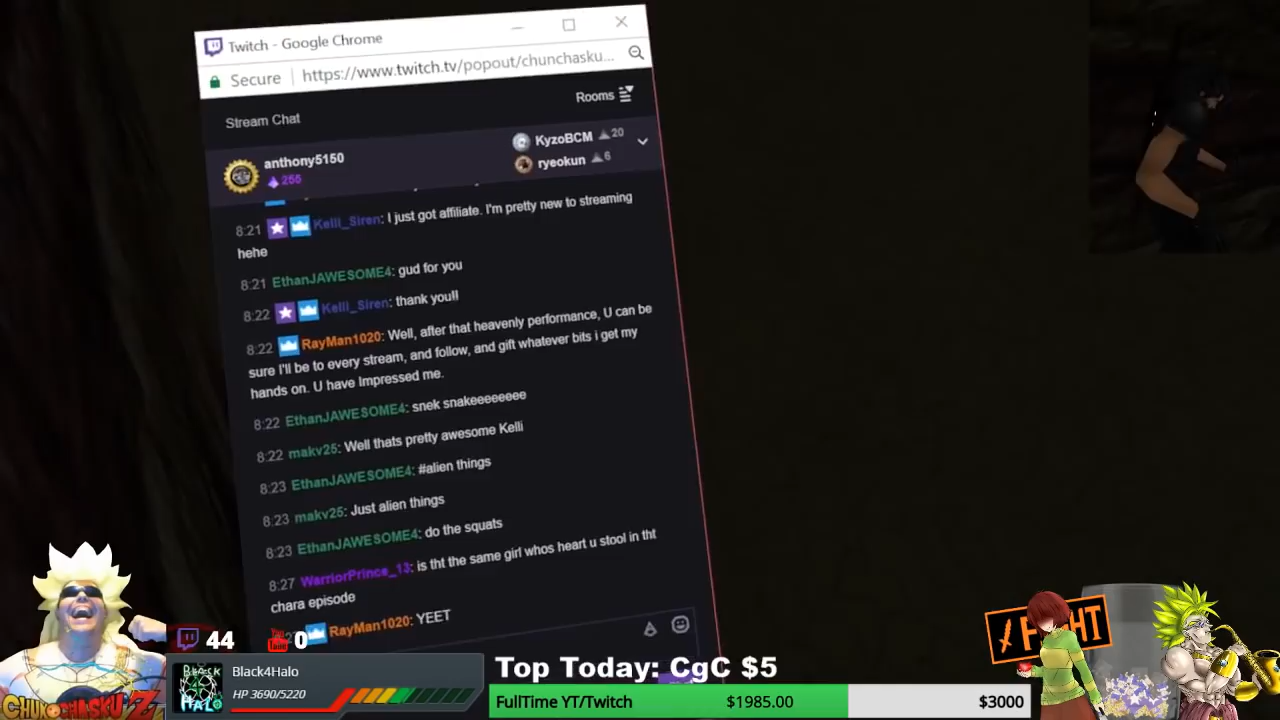 Twitch - Google Chrome
Secure | https://www.twitch.tv/popout/chunchasku...
Rooms
Stream Chat
anthony5150
255
KyzoBCM 20
ryeokun 6
8:21 Kelli_Siren: I just got affiliate. I'm pretty new to streaming
hehe
8:21 EthanJAWESOME4: gud for you
8:22 Kelli_Siren: thank you!!
8:22 RayMan1020: Well, after that heavenly performance, U can be
sure I'll be to every stream, and follow, and gift whatever bits i get my
hands on. U have Impressed me.
8:22 EthanJAWESOME4: snek snakeeeeeeee
8:22 makv25: Well thats pretty awesome Kelli
8:23 EthanJAWESOME4: #alien things
8:23 makv25: Just alien things
8:23 EthanJAWESOME4: do the squats
8:27 WarriorPrince_13: is tht the same girl whos heart u stool in tht
chara episode
RayMan1020: YEET
44
0
Black4Halo
HP 3690/5220
BLACK
HALO
Top Today: CgC $5
FullTime YT/Twitch $1985.00 $3000
FIGHT